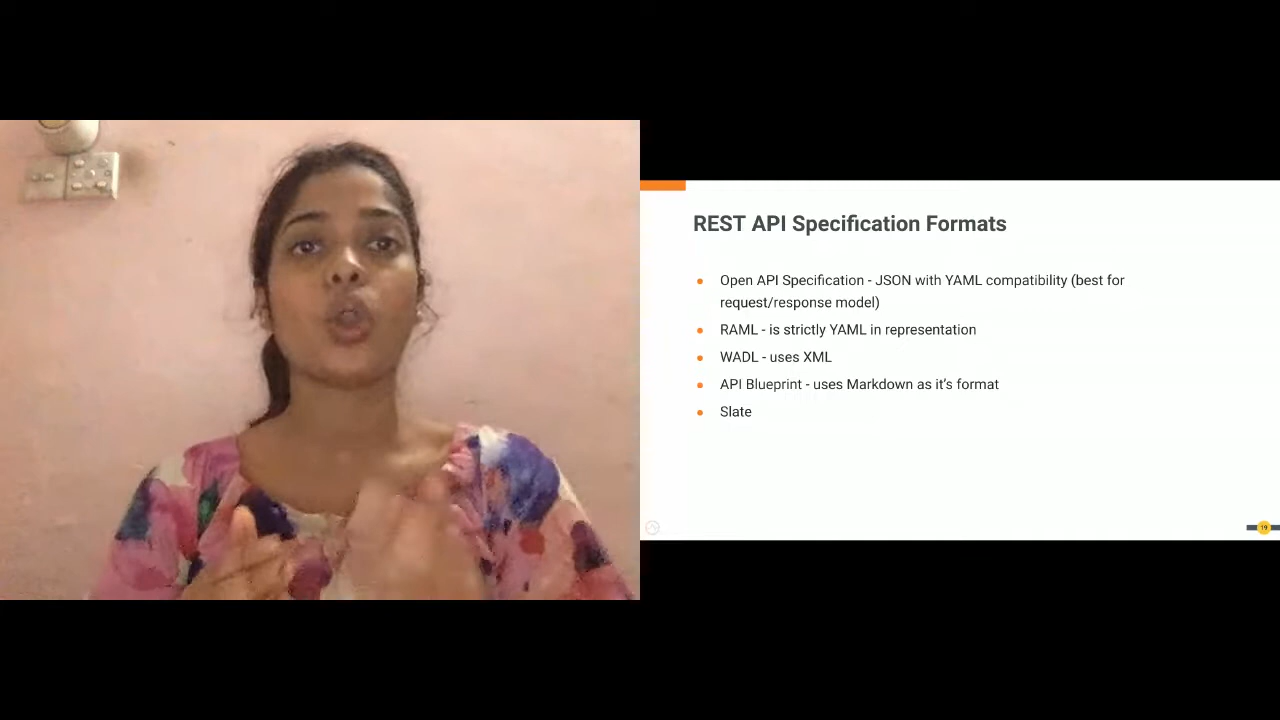 REST API Specification Formats
Open API Specification - JSON with YAML compatibility (best for
request/response model)
RAML - is strictly YAML in representation
WADL - uses XML
API Blueprint - uses Markdown as it's format
Slate
19